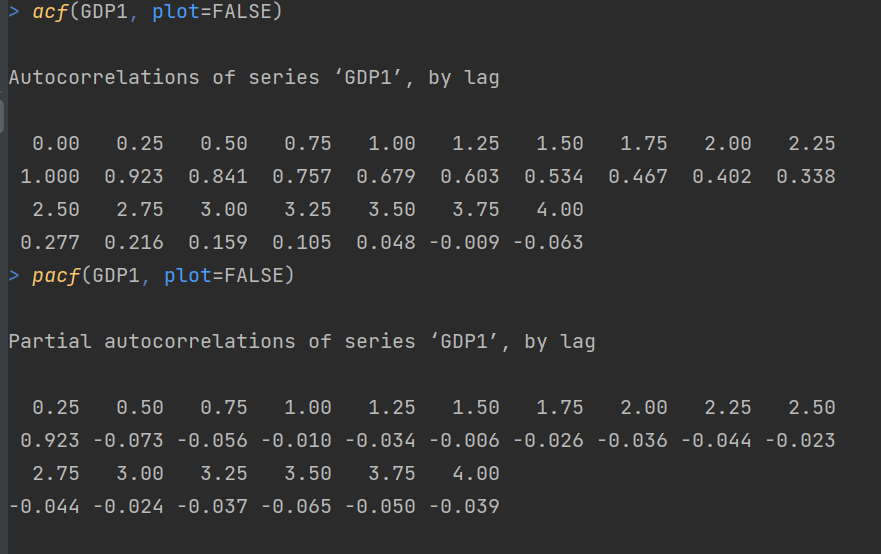 > acf(GDP1, plot=FALSE)
Autocorrelations of series ‘GDP1’, by lag
0.00 0.25 0.50 0.75 1.00 1.25 1.50 1.75 2.00 2.25
1.000 0.923 0.841 0.757 0.679 0.603 0.534 0.467 0.402 0.338
2.50 2.75 3.00 3.25 3.50 3.75 4.00
0.277 0.216 0.159 0.105 0.048 -0.009 -0.063
> pacf(GDP1, plot=FALSE)
Partial autocorrelations of series ‘GDP1’, by lag
0.25 0.50 0.75 1.00 1.25 1.50 1.75 2.00 2.25 2.50
0.923 -0.073 -0.056 -0.010 -0.034 -0.006 -0.026 -0.036 -0.044 -0.023
2.75 3.00 3.25 3.50 3.75 4.00
-0.044 -0.024 -0.037 -0.065 -0.050 -0.039